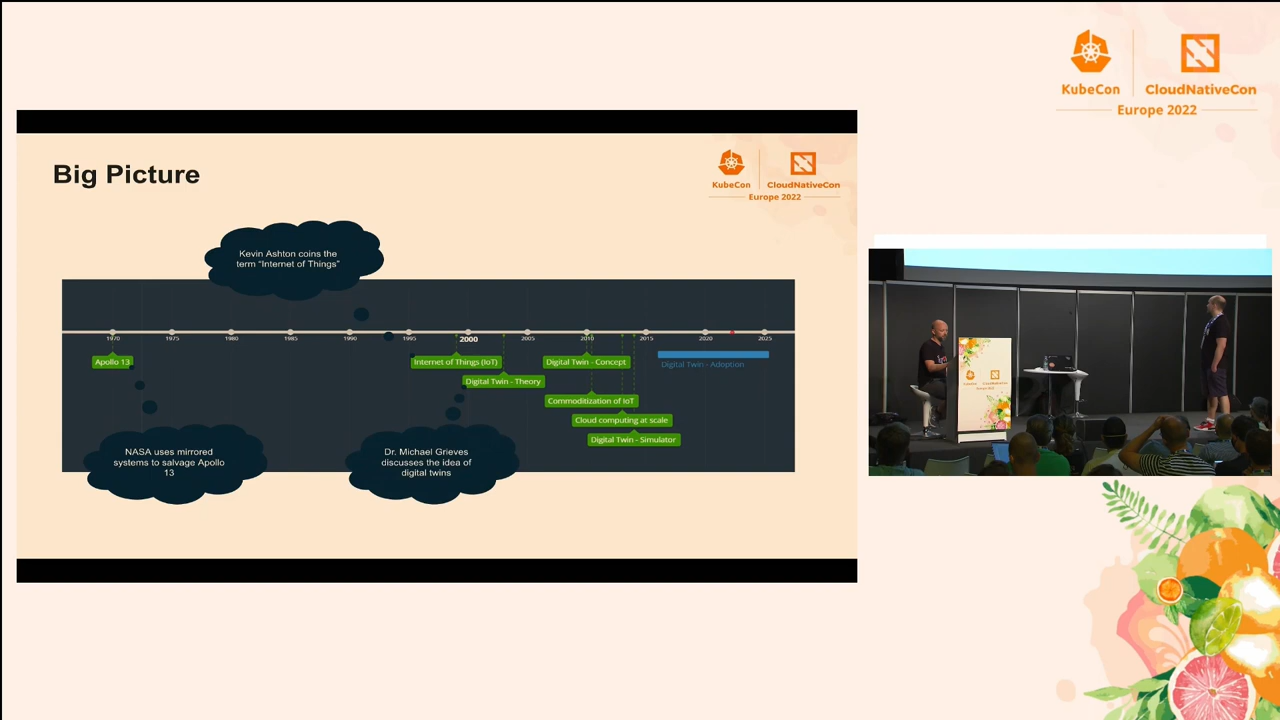 KubeCon
CloudNativeCon
Europe 2022
Big Picture
KubeCon
CloudNativeCon
Europe 2022
Kevin Ashton coins the
term “Internet of Things”
1970
1975
1980
1985
1990
1995
2000
2005
2010
2015
2020
2025
Apollo 13
Internet of Things (IoT)
Digital Twin - Concept
Digital Twin - Adoption
Digital Twin - Theory
Commoditization of IoT
Cloud computing at scale
Digital Twin - Simulator
NASA uses mirrored
systems to salvage Apollo
13
Dr. Michael Grieves
discusses the idea of
digital twins